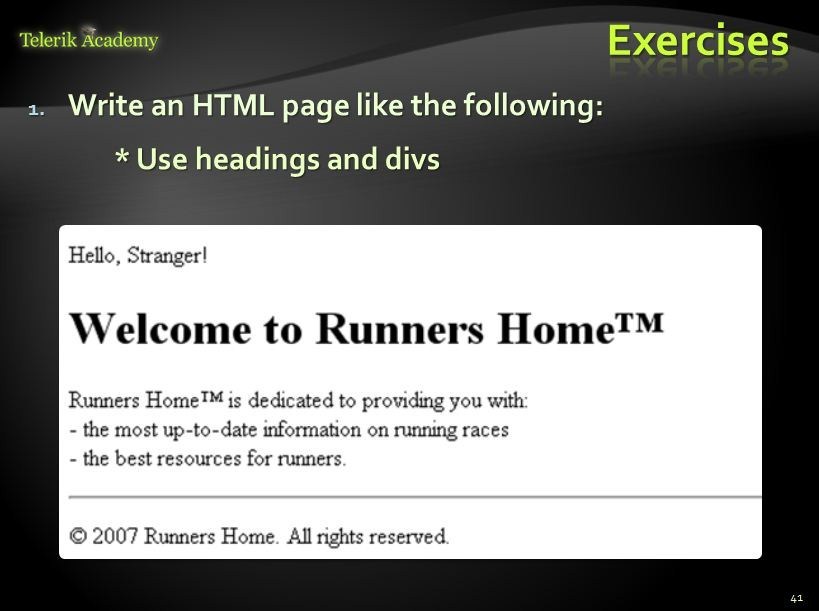 Telerik Academy
Exercises
1. Write an HTML page like the following:
* Use headings and divs
Hello, Stranger!
Welcome to Runners Home™
Runners Home™ is dedicated to providing you with:
- the most up-to-date information on running races
- the best resources for runners.
© 2007 Runners Home. All rights reserved.
41